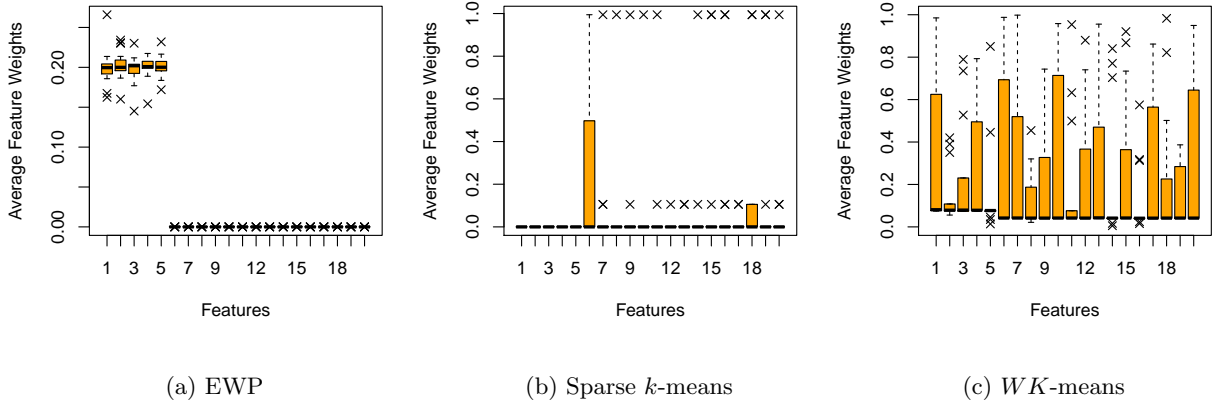 Average Feature Weights
0.00 0.10 0.20
1 3 5 7 9 12 15 18
Features
(a) EWP
Average Feature Weights
0.0 0.2 0.4 0.6 0.8 1.0
1 3 5 7 9 12 15 18
Features
(b) Sparse k-means
Average Feature Weights
0.0 0.2 0.4 0.6 0.8 1.0
1 3 5 7 9 12 15 18
Features
(c) WK-means